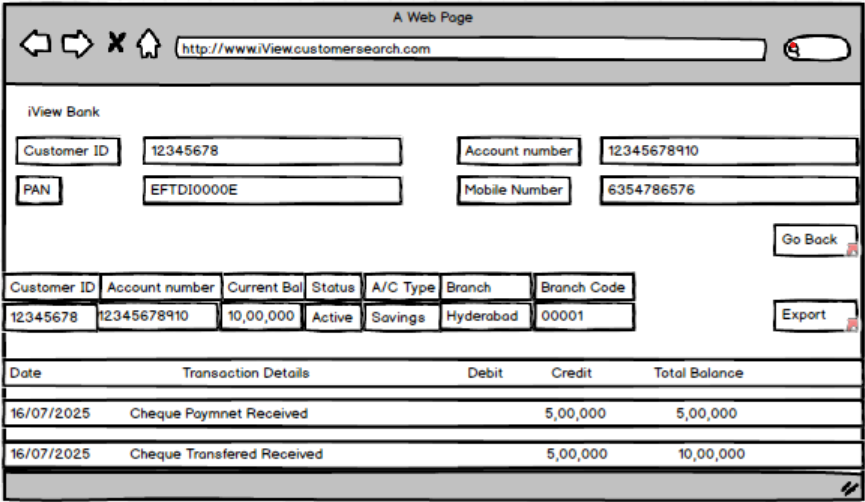 A Web Page
http://www.iView.customersearch.com
iView Bank
Customer ID 12345678 Account number 12345678910
PAN EFTDI0000E Mobile Number 6354786576
Go Back
Customer ID Account number Current Bal Status A/C Type Branch Branch Code
12345678 12345678910 10,00,000 Active Savings Hyderabad 00001 Export
Date Transaction Details Debit Credit Total Balance
16/07/2025 Cheque Paymnet Received 5,00,000 5,00,000
16/07/2025 Cheque Transfered Received 5,00,000 10,00,000